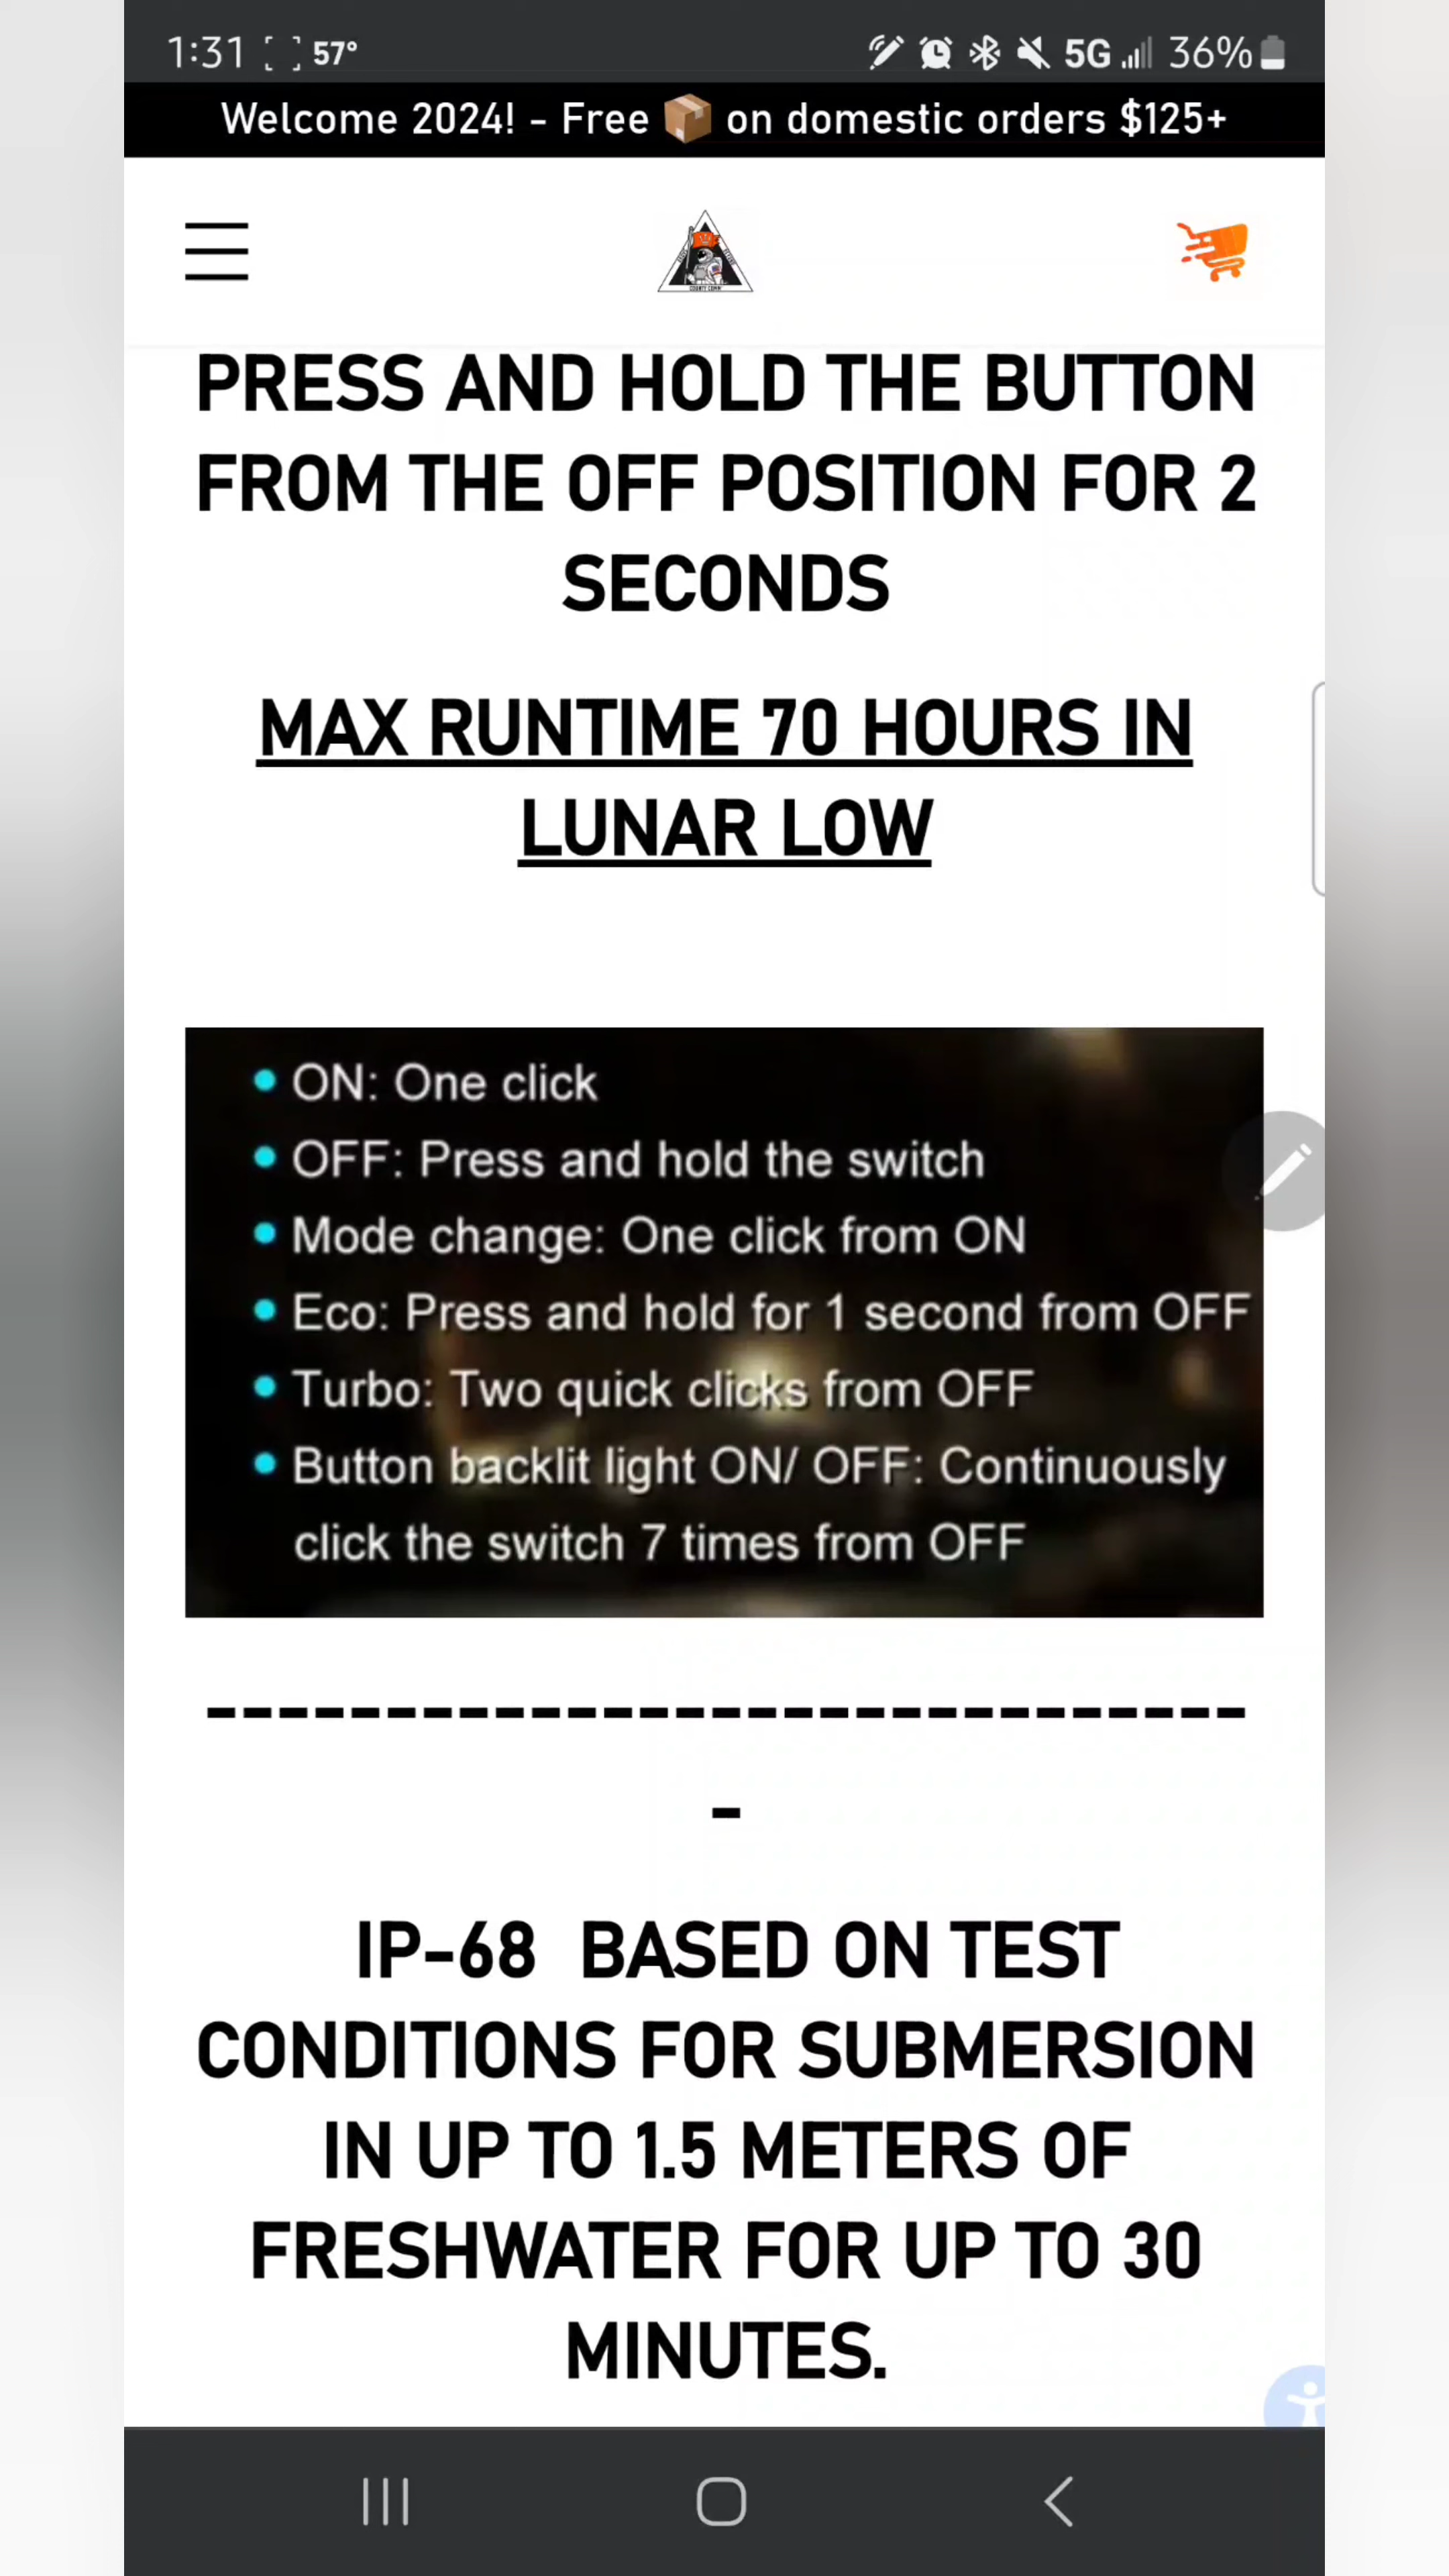 1:31 57° 5G 36%
Welcome 2024! - Free 📦 on domestic orders $125+
COUNTY COMM
PRESS AND HOLD THE BUTTON
FROM THE OFF POSITION FOR 2
SECONDS
MAX RUNTIME 70 HOURS IN
LUNAR LOW
• ON: One click
• OFF: Press and hold the switch
• Mode change: One click from ON
• Eco: Press and hold for 1 second from OFF
• Turbo: Two quick clicks from OFF
• Button backlit light ON/ OFF: Continuously
click the switch 7 times from OFF
-----------------------------
-
IP-68 BASED ON TEST
CONDITIONS FOR SUBMERSION
IN UP TO 1.5 METERS OF
FRESHWATER FOR UP TO 30
MINUTES.